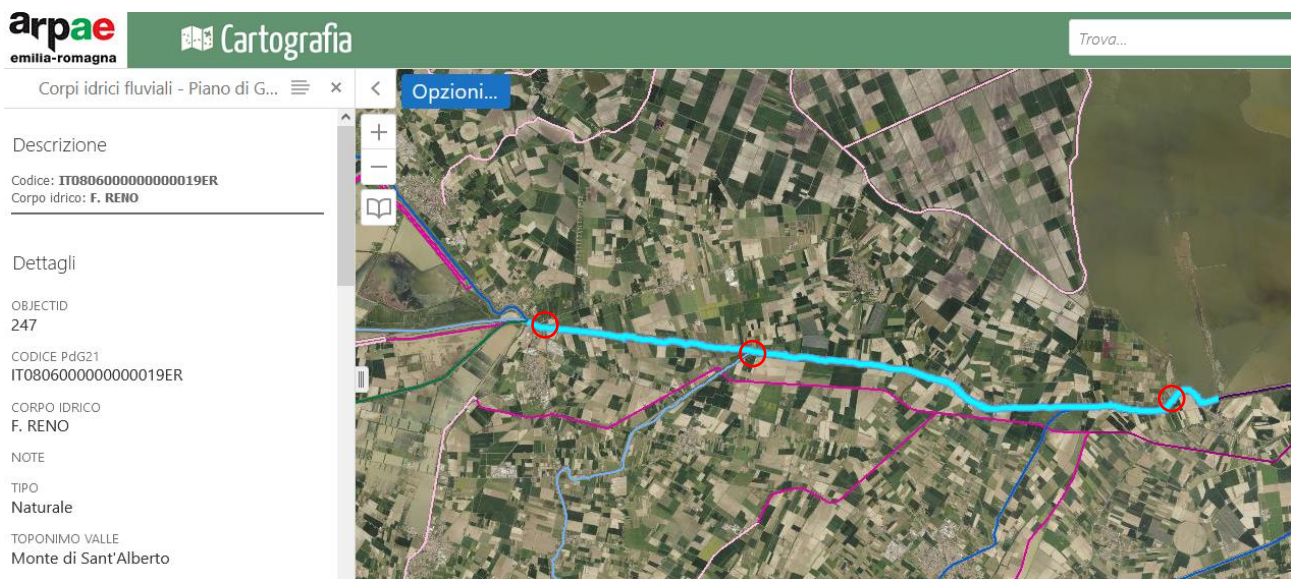 arpae
emilia-romagna
Cartografia
Trova...
Corpi idrici fluviali - Piano di G...
Opzioni...
Descrizione
Codice: IT0806000000000019ER
Corpo idrico: F. RENO
Dettagli
OBJECTID
247
CODICE PdG21
IT0806000000000019ER
CORPO IDRICO
F. RENO
NOTE
TIPO
Naturale
TOPONIMO VALLE
Monte di Sant'Alberto